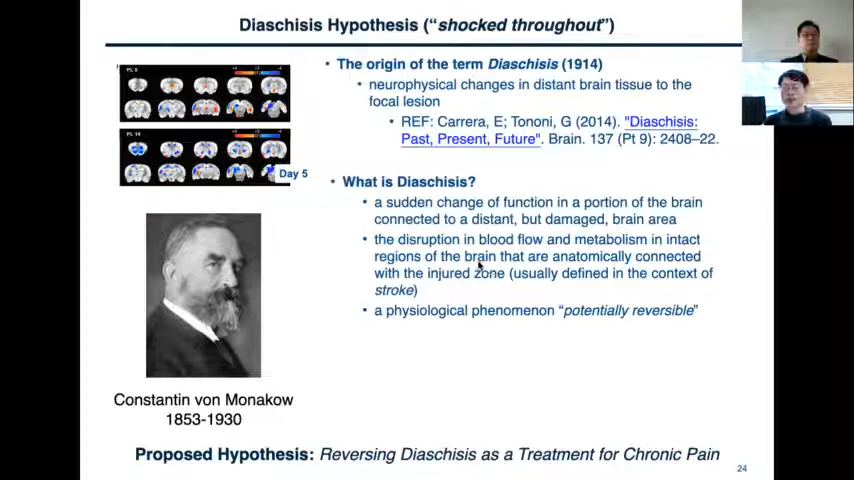 Diaschisis Hypothesis ("shocked throughout")
• The origin of the term Diaschisis (1914)
• neurophysical changes in distant brain tissue to the
focal lesion
• REF: Carrera, E; Tononi, G (2014). "Diaschisis:
Past, Present, Future". Brain. 137 (Pt 9): 2408–22.
Day 5
• What is Diaschisis?
• a sudden change of function in a portion of the brain
connected to a distant, but damaged, brain area
• the disruption in blood flow and metabolism in intact
regions of the brain that are anatomically connected
with the injured zone (usually defined in the context of
stroke)
• a physiological phenomenon "potentially reversible"
Constantin von Monakow
1853-1930
Proposed Hypothesis: Reversing Diaschisis as a Treatment for Chronic Pain
24